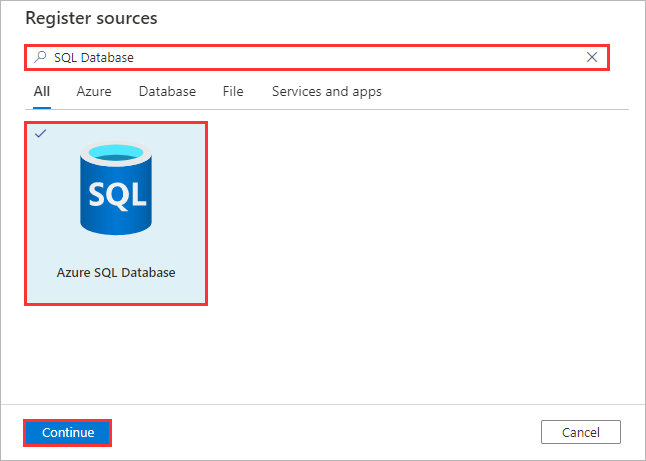 Register sources
SQL Database
All Azure Database File Services and apps
SQL
Azure SQL Database
Continue Cancel